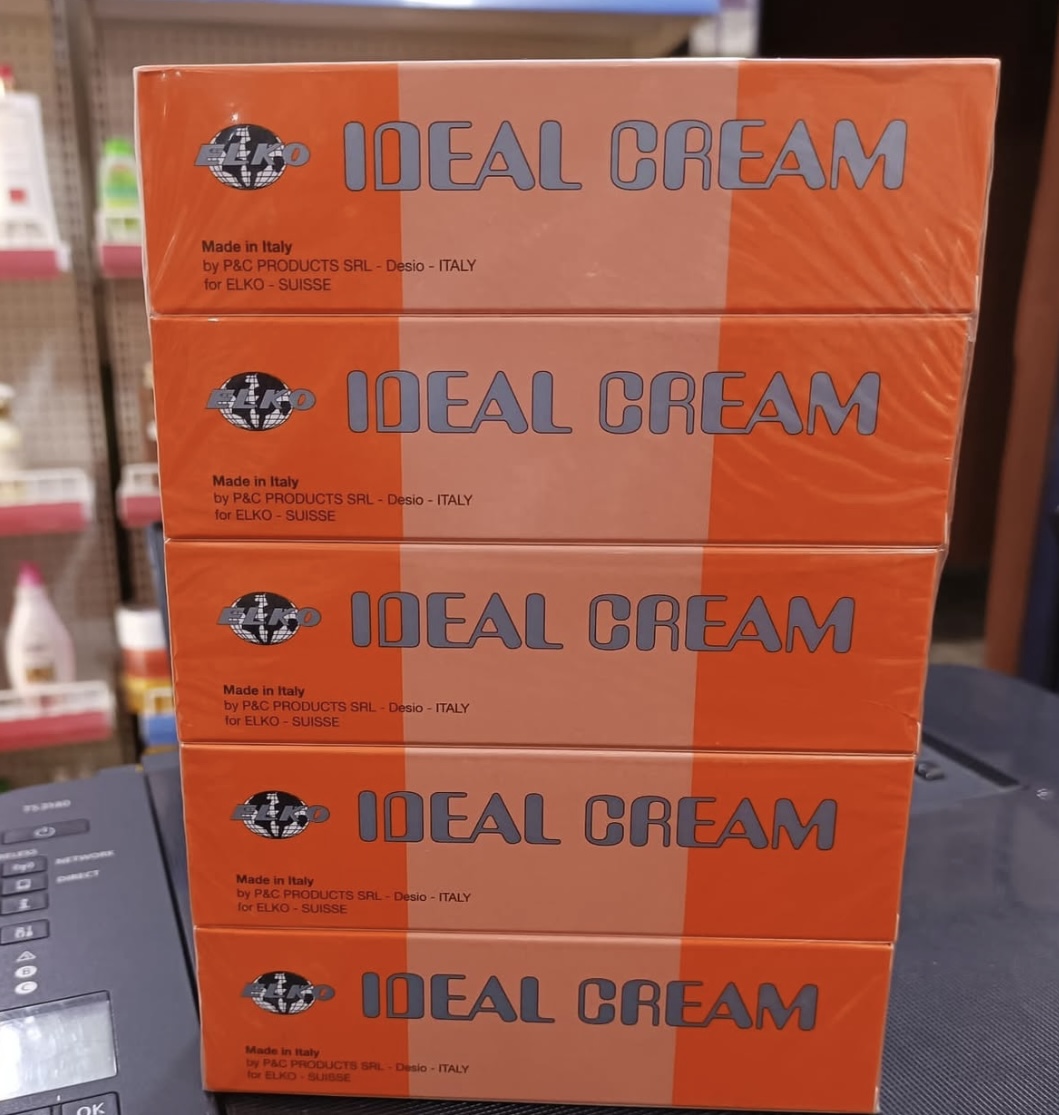 ELKO IDEAL CREAM
Made in Italy
by P&C PRODUCTS SRL - Desio - ITALY
for ELKO - SUISSE
ELKO IDEAL CREAM
Made in Italy
by P&C PRODUCTS SRL - Desio - ITALY
for ELKO - SUISSE
ELKO IDEAL CREAM
Made in Italy
by P&C PRODUCTS SRL - Desio - ITALY
for ELKO - SUISSE
ELKO IDEAL CREAM
Made in Italy
by P&C PRODUCTS SRL - Desio - ITALY
for ELKO - SUISSE
ELKO IDEAL CREAM
Made in Italy
by P&C PRODUCTS SRL - Desio - ITALY
for ELKO - SUISSE
NETWORK
DIRECT
B
C
OK